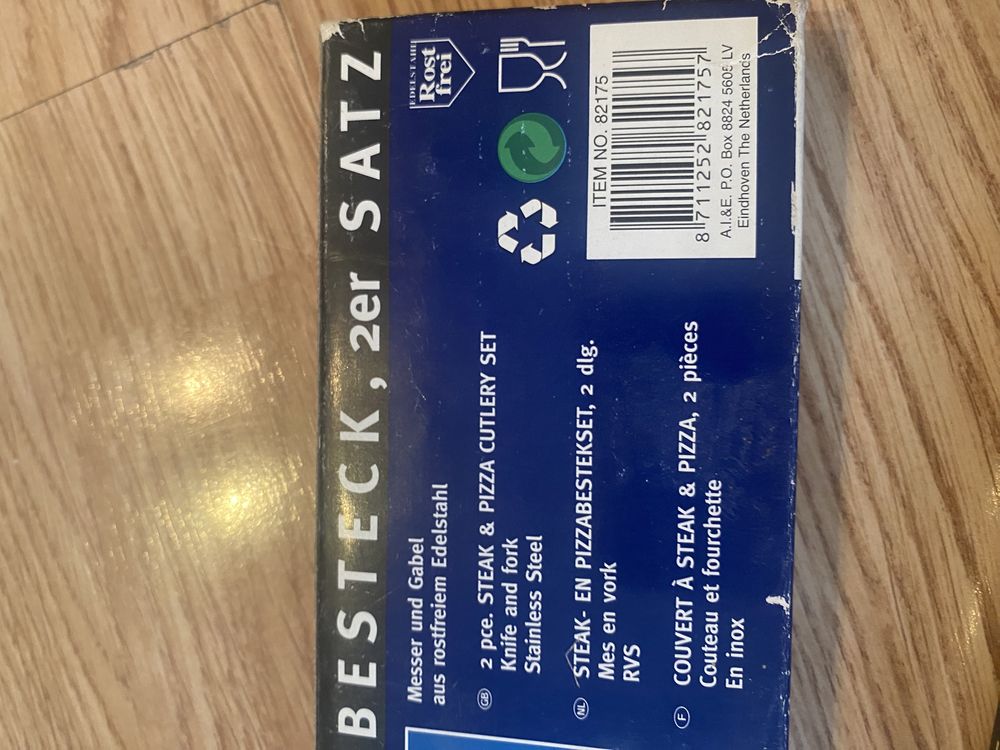 BESTECK, 2er SATZ
Messer und Gabel
aus rostfreiem Edelstahl
GB 2 pce. STEAK & PIZZA CUTLERY SET
Knife and fork
Stainless Steel
NL STEAK- EN PIZZABESTEKSET, 2 dlg.
Mes en vork
RVS
F COUVERT À STEAK & PIZZA, 2 pièces
Couteau et fourchette
En inox
EDELSTAHL
Rost
frei
ITEM NO. 82175
8 711252 821757
A.I.&E. P.O. Box 8824 5605 LV
Eindhoven The Netherlands